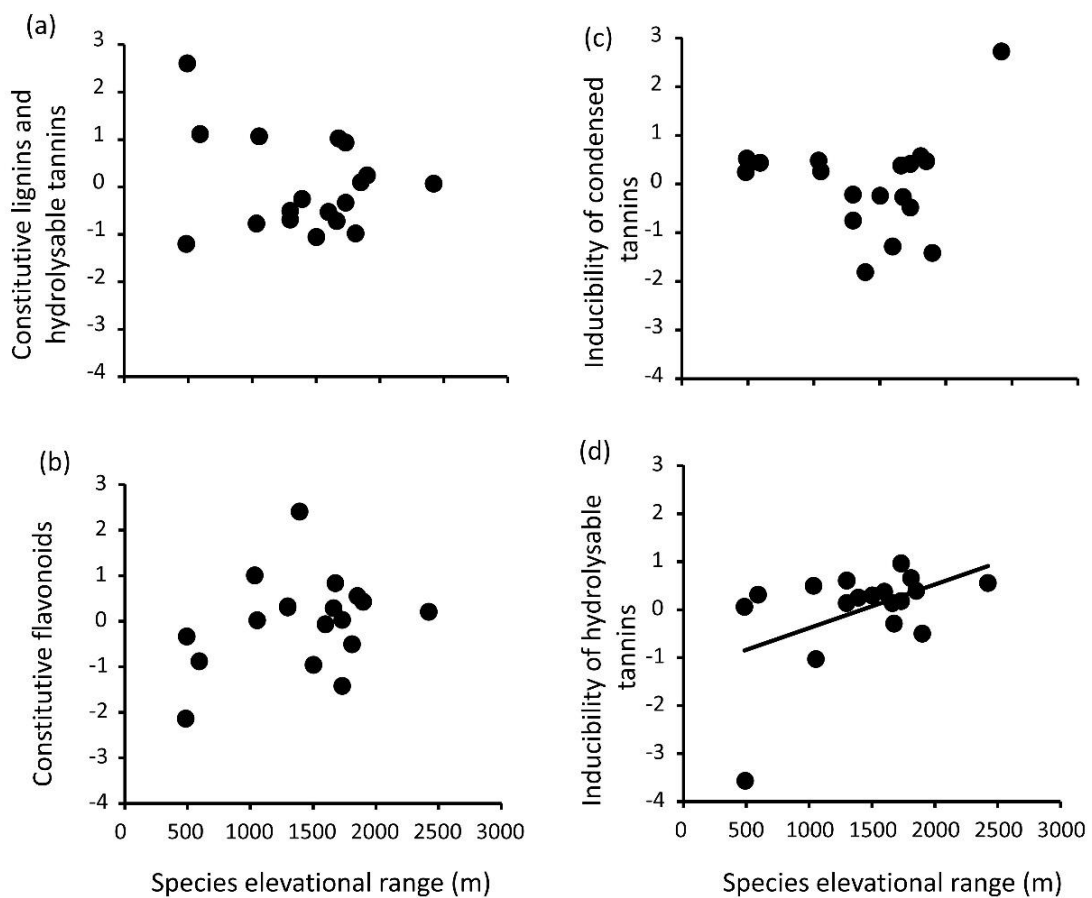 (a)
Constitutive lignins and
hydrolysable tannins
3
2
1
0
-1
-2
-3
-4
(c)
Inducibility of condensed
tannins
3
2
1
0
-1
-2
-3
-4
(b)
Constitutive flavonoids
3
2
1
0
-1
-2
-3
-4
0 500 1000 1500 2000 2500 3000
Species elevational range (m)
(d)
Inducibility of hydrolysable
tannins
3
2
1
0
-1
-2
-3
-4
0 500 1000 1500 2000 2500 3000
Species elevational range (m)